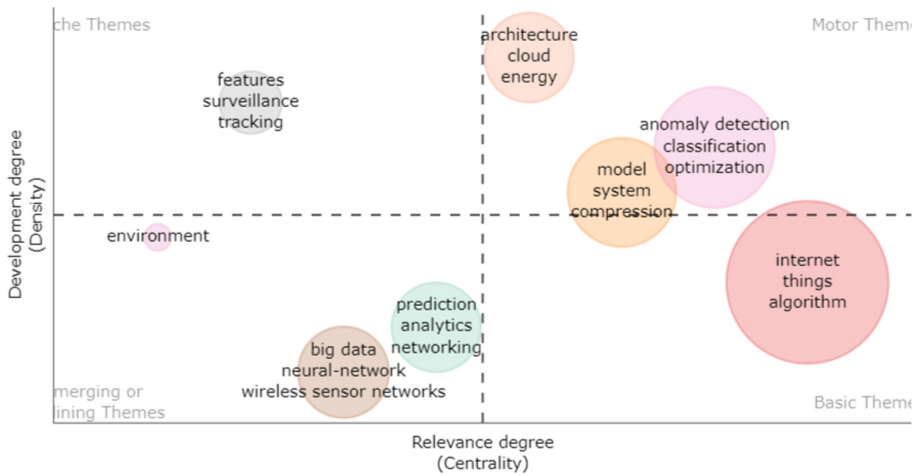 che Themes
Motor Theme
architecture
cloud
energy
features
surveillance
tracking
anomaly detection
classification
optimization
model
system
compression
environment
internet
things
algorithm
prediction
analytics
networking
big data
neural-network
wireless sensor networks
merging or
lining Themes
Basic Theme
Development degree
(Density)
Relevance degree
(Centrality)